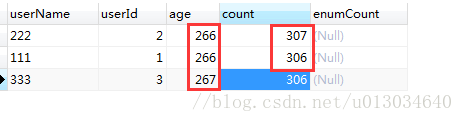 userName userId age count enumCount
222 2 266 307 (Null)
111 1 266 306 (Null)
333 3 267 306 (Null)
://blog.csdn.net/u013034640